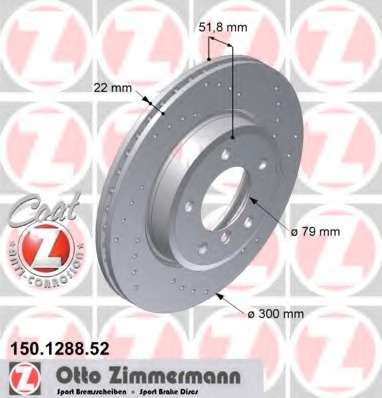 51,8 mm
22 mm
ø 79 mm
ø 300 mm
Coat
Z
ANTI-CORROSION
150.1288.52
Z
Otto Zimmermann
Sport Bremsscheiben • Sport Brake Discs